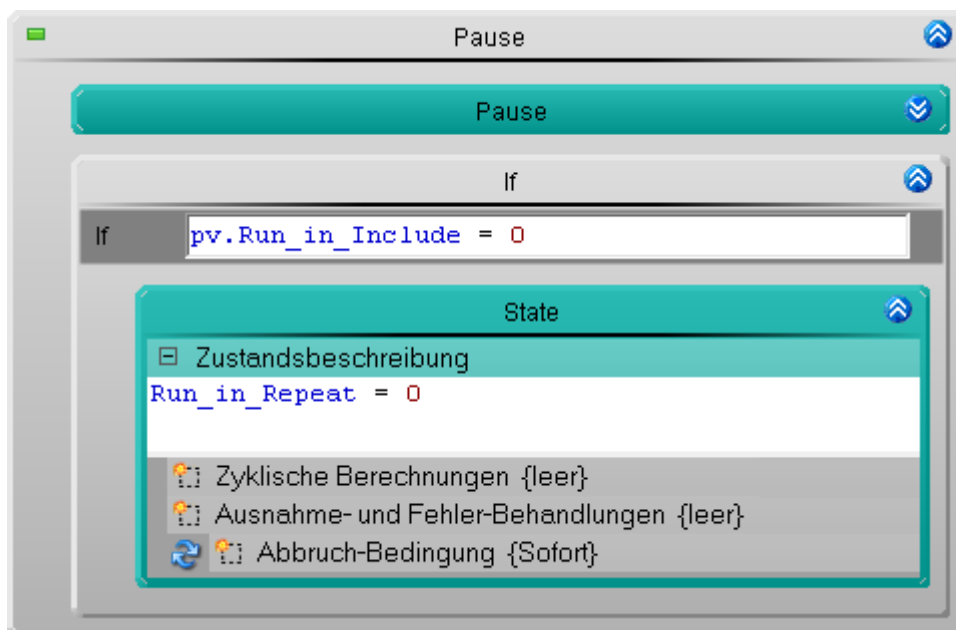 Pause
Pause
If
If pv.Run_in_Include = 0
State
Zustandsbeschreibung
Run_in_Repeat = 0
Zyklische Berechnungen {leer}
Ausnahme- und Fehler-Behandlungen {leer}
Abbruch-Bedingung {Sofort}